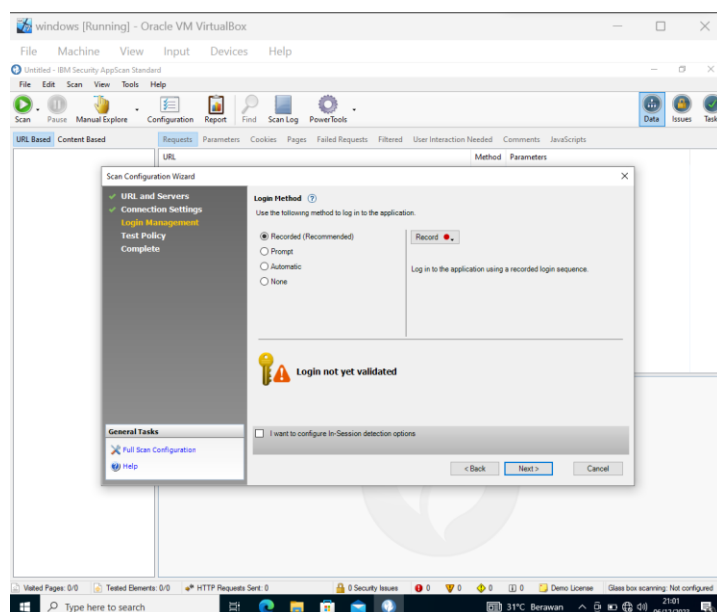 windows [Running] - Oracle VM VirtualBox
File Machine View Input Devices Help
Untitled - IBM Security AppScan Standard
File Edit Scan View Tools Help
Scan Pause Manual Explore Configuration Report Find Scan Log PowerTools Data Issues Task
URL Based Content Based Requests Parameters Cookies Pages Failed Requests Filtered User Interaction Needed Comments JavaScripts
URL Method Parameters
Scan Configuration Wizard
URL and Servers
Connection Settings
Login Management
Test Policy
Complete
Login Method ?
Use the following method to log in to the application.
Recorded (Recommended)
Prompt
Automatic
None
Record
Log in to the application using a recorded login sequence.
Login not yet validated
General Tasks
Full Scan Configuration
Help
I want to configure In-Session detection options
< Back Next > Cancel
Visited Pages: 0/0 Tested Elements: 0/0 HTTP Requests Sent: 0 0 Security Issues 0 0 0 0 Demo License Glass box scanning: Not configured
Type here to search 31°C Berawan 21:01